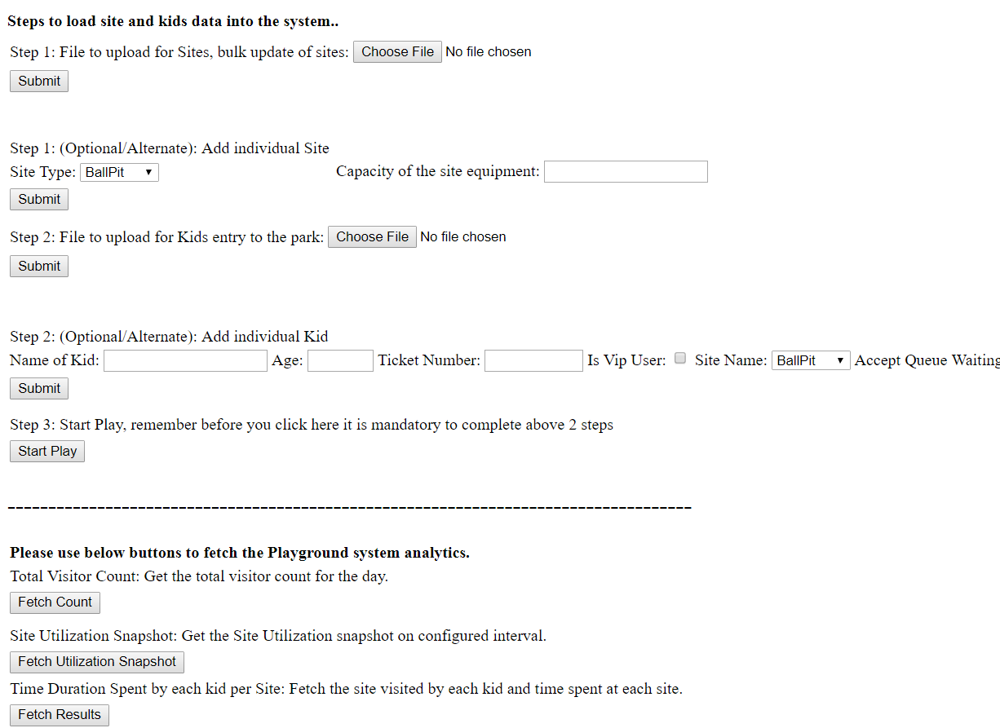 Steps to load site and kids data into the system..
Step 1: File to upload for Sites, bulk update of sites: Choose File No file chosen
Submit
Step 1: (Optional/Alternate): Add individual Site
Site Type: BallPit Capacity of the site equipment:
Submit
Step 2: File to upload for Kids entry to the park: Choose File No file chosen
Submit
Step 2: (Optional/Alternate): Add individual Kid
Name of Kid: Age: Ticket Number: Is Vip User: Site Name: BallPit Accept Queue Waiting
Submit
Step 3: Start Play, remember before you click here it is mandatory to complete above 2 steps
Start Play
------------------------------------------------------------------------------------
Please use below buttons to fetch the Playground system analytics.
Total Visitor Count: Get the total visitor count for the day.
Fetch Count
Site Utilization Snapshot: Get the Site Utilization snapshot on configured interval.
Fetch Utilization Snapshot
Time Duration Spent by each kid per Site: Fetch the site visited by each kid and time spent at each site.
Fetch Results